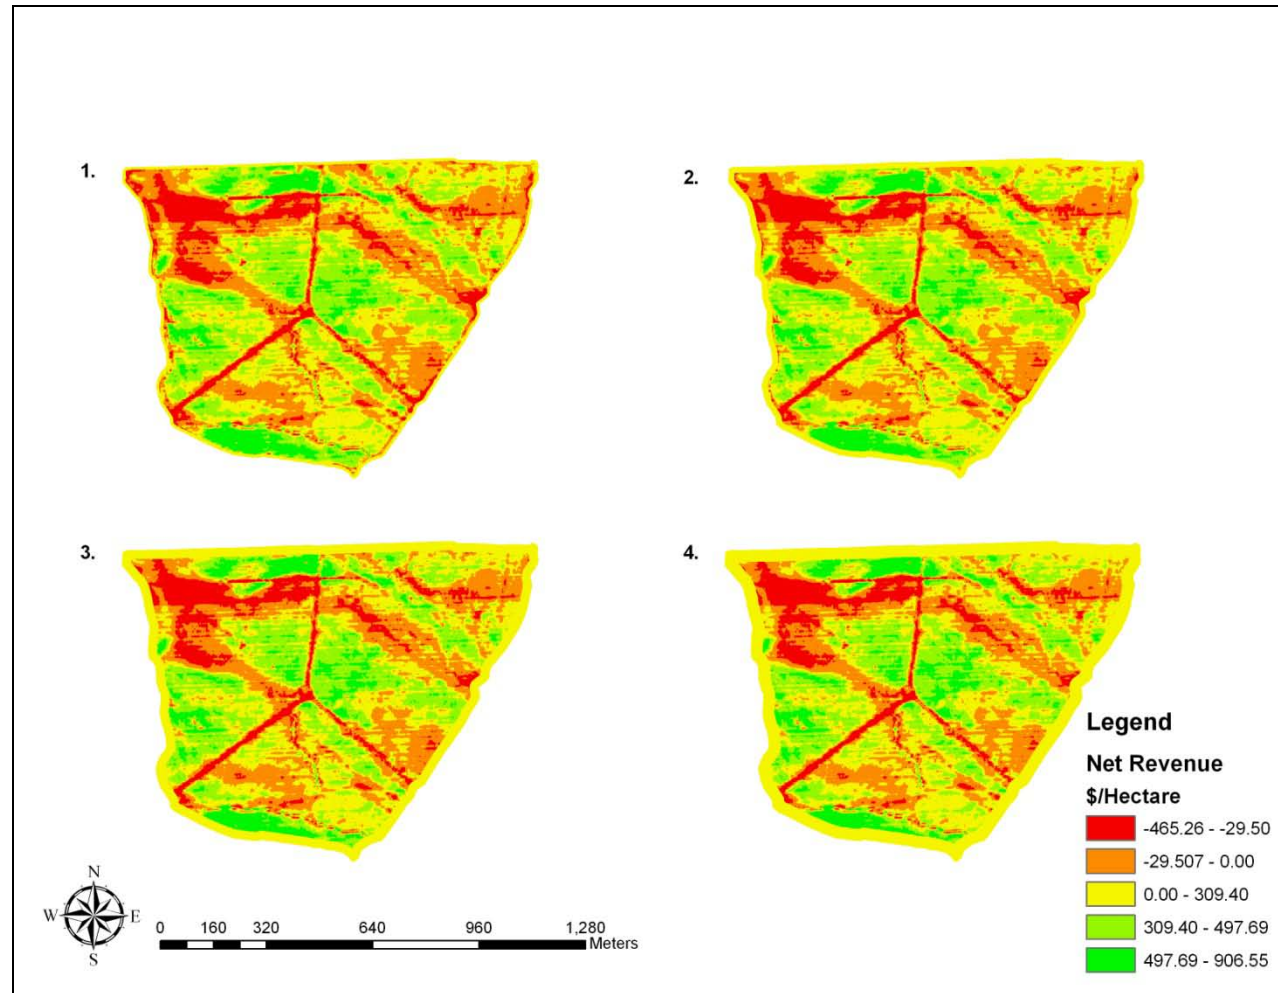 1.
2.
3.
4.
Legend
Net Revenue
$/Hectare
-465.26 - -29.50
-29.507 - 0.00
0.00 - 309.40
309.40 - 497.69
497.69 - 906.55
N
W E
S
0 160 320 640 960 1,280
Meters